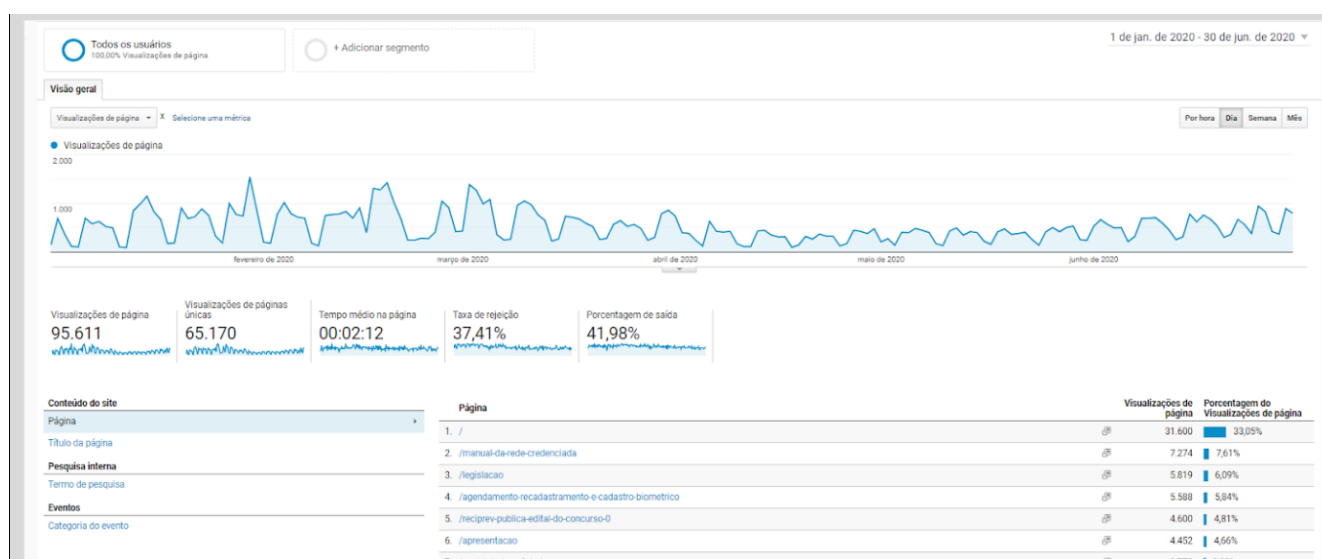 Todos os usuários
100,00% Visualizações de página
+ Adicionar segmento
1 de jan. de 2020 - 30 de jun. de 2020
Visão geral
Visualizações de página X Selecione uma métrica
Por hora Dia Semana Mês
Visualizações de página
2.000
1.000
fevereiro de 2020 março de 2020 abril de 2020 maio de 2020 junho de 2020
Visualizações de página
95.611
Visualizações de páginas
únicas
65.170
Tempo médio na página
00:02:12
Taxa de rejeição
37,41%
Porcentagem de saída
41,98%
Conteúdo do site
Página
Título da página
Pesquisa interna
Termo de pesquisa
Eventos
Categoria do evento
Página
Visualizações de
página
Porcentagem do
Visualizações de página
1. / 31.600 33,05%
2. /manual-da-rede-credenciada 7.274 7,61%
3. /legislacao 5.819 6,09%
4. /agendamento-recadastramento-e-cadastro-biometrico 5.588 5,84%
5. /reciprev-publica-edital-do-concurso-0 4.600 4,81%
6. /apresentacao 4.452 4,66%